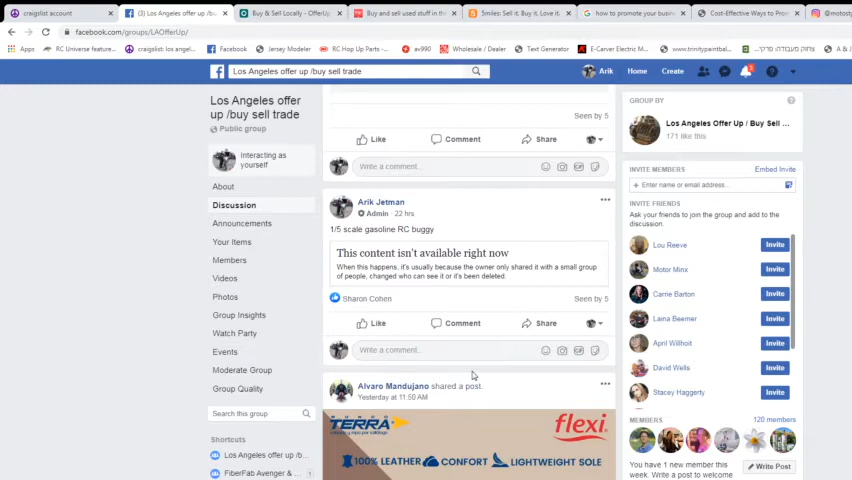 craigslist account
(3) Los Angeles offer up /bu
Buy & Sell Locally - OfferUp
Buy and sell used stuff in th
5miles: Sell it. Buy it. Love it.
how to promote your busin
Cost-Effective Ways to Prom
@motosty
facebook.com/groups/LAOfferUp/
Apps
RC Universe feature...
craigslist: los angel...
Facebook
Jersey Modeler
RC Hop Up Parts -...
av990
Wholesale / Dealer
Text Generator
E-Carver Electric M...
www.trinitypaintbal...
A & J
Los Angeles offer up /buy sell trade
Arik
Home
Create
3
Los Angeles offer
up /buy sell trade
Public group
Interacting as
yourself
About
Discussion
Announcements
Your Items
Members
Videos
Photos
Group Insights
Watch Party
Events
Moderate Group
Group Quality
Search this group
Shortcuts
Los Angeles offer up /b...
FiberFab Avenger & ...
1
Seen by 5
Like
Comment
Share
Write a comment...
GIF
Arik Jetman
Admin · 22 hrs
1/5 scale gasoline RC buggy
This content isn't available right now
When this happens, it's usually because the owner only shared it with a small group
of people, changed who can see it or it's been deleted.
Sharon Cohen
Seen by 5
Like
Comment
Share
Write a comment...
GIF
Alvaro Mandujano shared a post.
Yesterday at 11:50 AM
TERRA
flexi
100% LEATHER
CONFORT
LIGHTWEIGHT SOLE
GROUP BY
Los Angeles Offer Up / Buy Sell ...
171 like this
INVITE MEMBERS
Embed Invite
Enter name or email address...
INVITE FRIENDS
Ask your friends to join the group and add to the
discussion.
Lou Reeve
Invite
Motor Minx
Invite
Carrie Barton
Invite
Laina Beemer
Invite
April Willhoit
Invite
David Wells
Invite
Stacey Haggerty
Invite
MEMBERS
120 members
You have 1 new member this
week. Write a post to welcome
Write Post